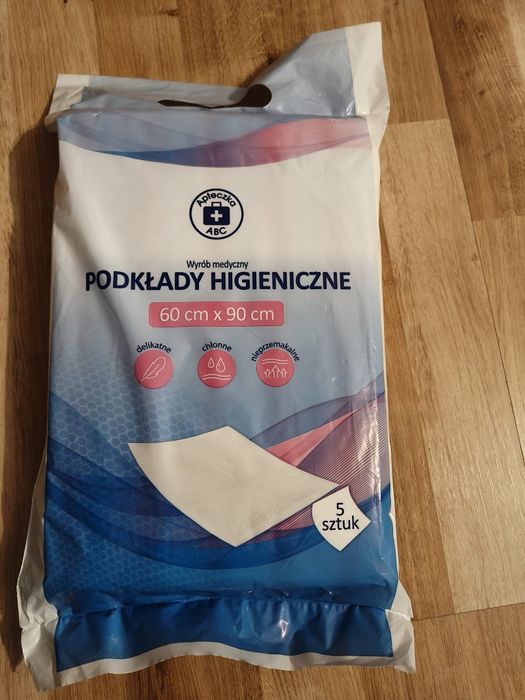 Apteczka
ABC
Wyrób medyczny
PODKŁADY HIGIENICZNE
60 cm x 90 cm
delikatne
chłonne
nieprzemakalne
5
sztuk